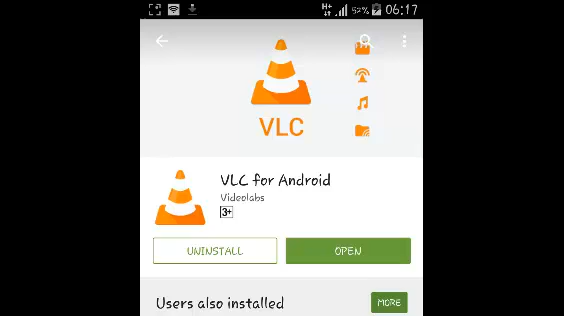 H+ 52% 06:17
VLC
VLC for Android
Videolabs
3+
UNINSTALL OPEN
Users also installed MORE